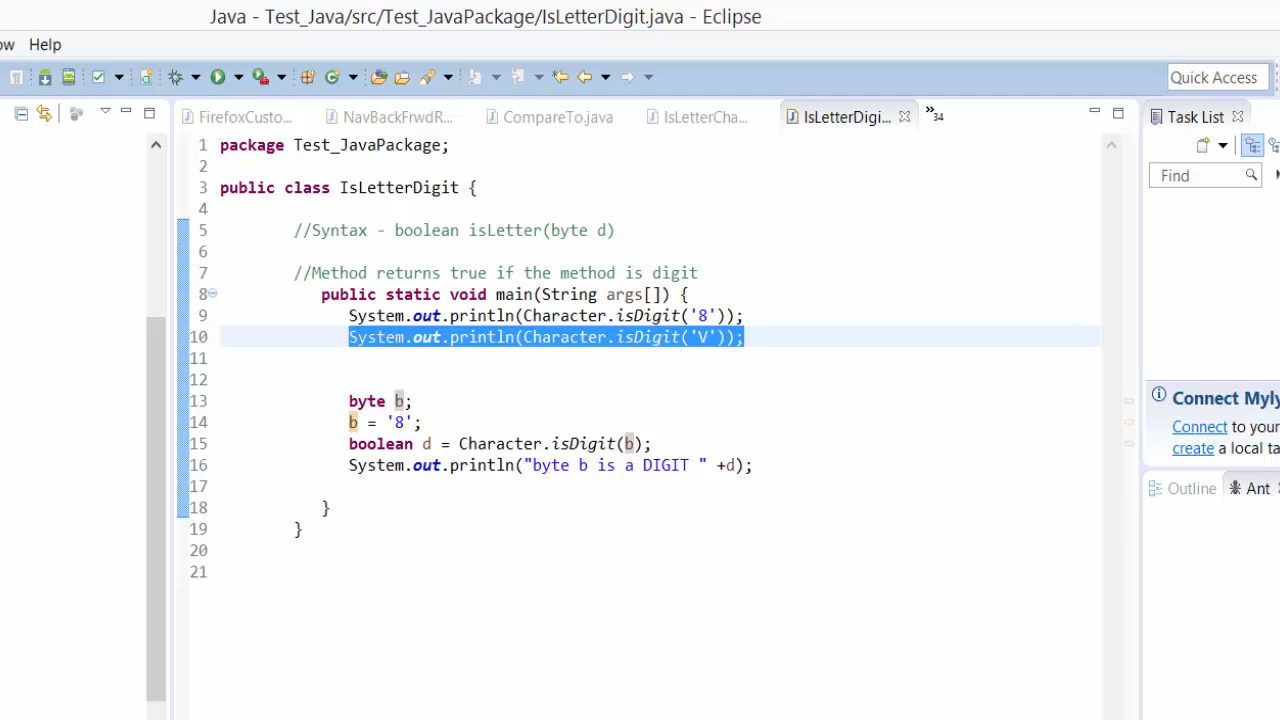 Java - Test_Java/src/Test_JavaPackage/IsLetterDigit.java - Eclipse
ow Help
Quick Access
FirefoxCusto... NavBackFrwdR... CompareTo.java IsLetterCha... IsLetterDigi... »34 Task List
Find
1 package Test_JavaPackage;
2
3 public class IsLetterDigit {
4
5 //Syntax - boolean isLetter(byte d)
6
7 //Method returns true if the method is digit
8 public static void main(String args[]) {
9 System.out.println(Character.isDigit('8'));
10 System.out.println(Character.isDigit('V'));
11
12
13 byte b;
14 b = '8';
15 boolean d = Character.isDigit(b);
16 System.out.println("byte b is a DIGIT " +d);
17
18 }
19 }
20
21
Connect Myly
Connect to your
create a local ta
Outline Ant